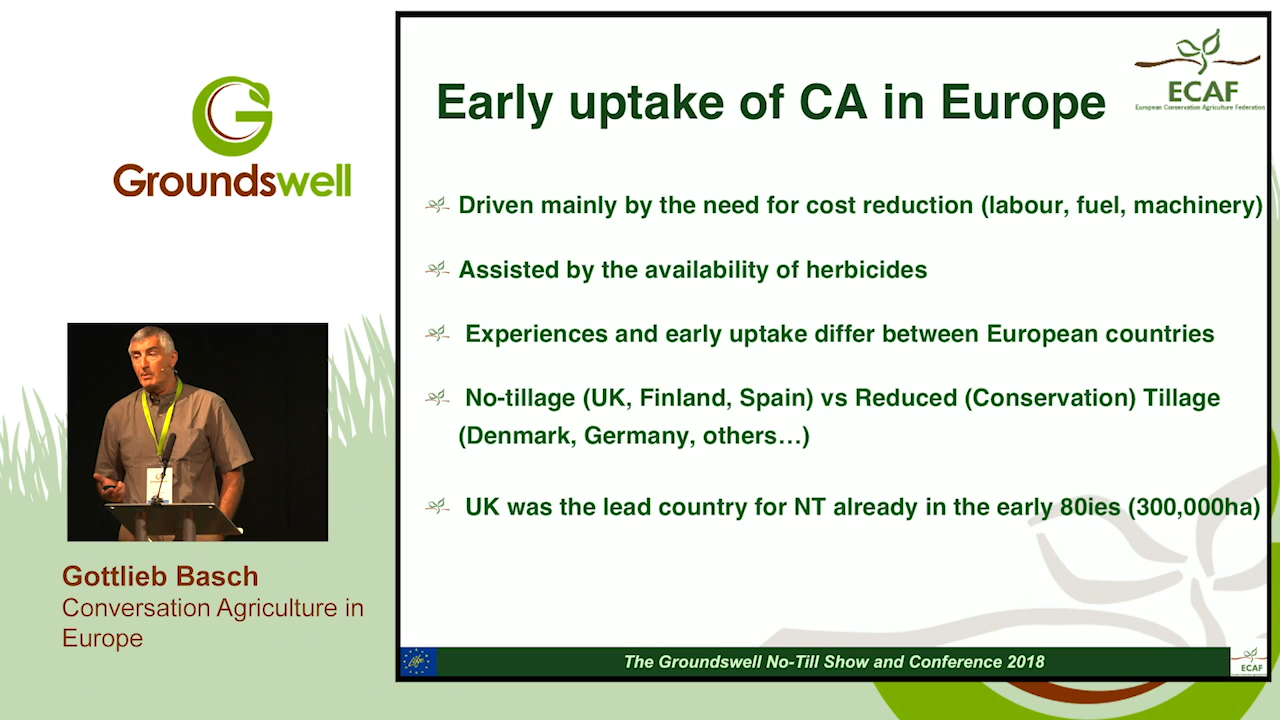 Groundswell
Gottlieb Basch
Conversation Agriculture in
Europe
ECAF
European Conservation Agriculture Federation
Early uptake of CA in Europe
Driven mainly by the need for cost reduction (labour, fuel, machinery)
Assisted by the availability of herbicides
Experiences and early uptake differ between European countries
No-tillage (UK, Finland, Spain) vs Reduced (Conservation) Tillage
(Denmark, Germany, others…)
UK was the lead country for NT already in the early 80ies (300,000ha)
life
The Groundswell No-Till Show and Conference 2018
ECAF